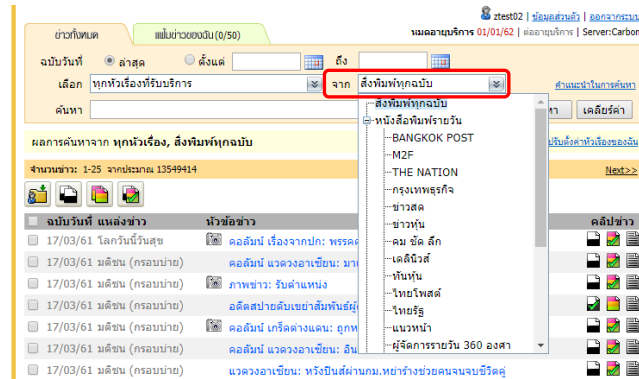 ztest02 | ข้อมูลส่วนตัว | ออกจากระบบ
ข่าวทั้งหมด แฟ้มข่าวของฉัน (0/50) หมดอายุบริการ 01/01/62 | ต่ออายุบริการ | Server:Carbon
ฉบับวันที่ ล่าสุด ตั้งแต่ ถึง
เลือก ทุกหัวเรื่องที่รับบริการ จาก สิ่งพิมพ์ทุกฉบับ คำแนะนำในการค้นหา
ค้นหา เคลียร์ค่า
สิ่งพิมพ์ทุกฉบับ
หนังสือพิมพ์รายวัน
ผลการค้นหาจาก ทุกหัวเรื่อง, สิ่งพิมพ์ทุกฉบับ ปรับตั้งค่าหัวเรื่องของฉัน
BANGKOK POST
M2F
จำนวนข่าว: 1-25 จากประมาณ 13549414 Next>>
THE NATION
กรุงเทพธุรกิจ
ข่าวสด
ฉบับวันที่ แหล่งข่าว หัวข้อข่าว คลิปข่าว
ข่าวหุ้น
17/03/61 โลกวันนี้วันสุข คอลัมน์ เรื่องจากปก:
คม ชัด ลึก
17/03/61 มติชน (กรอบบ่าย) คอลัมน์ แวดวงอาเซียน:
เดลินิวส์
ทันหุ้น
17/03/61 มติชน (กรอบบ่าย) ภาพข่าว: รับตำแหน่ง
ไทยโพสต์
17/03/61 มติชน (กรอบบ่าย)
ไทยรัฐ
17/03/61 มติชน (กรอบบ่าย) คอลัมน์ เกร็ดต่างแดน:
แนวหน้า
17/03/61 มติชน (กรอบบ่าย) คอลัมน์ แวดวงอาเซียน:
ผู้จัดการรายวัน 360 องศา
17/03/61 มติชน (กรอบบ่าย) แวดวงอาเซียน: หวังปืนส์ผ่านกม.หย่าร้างช่วยคนจนจบชีวิตคู่